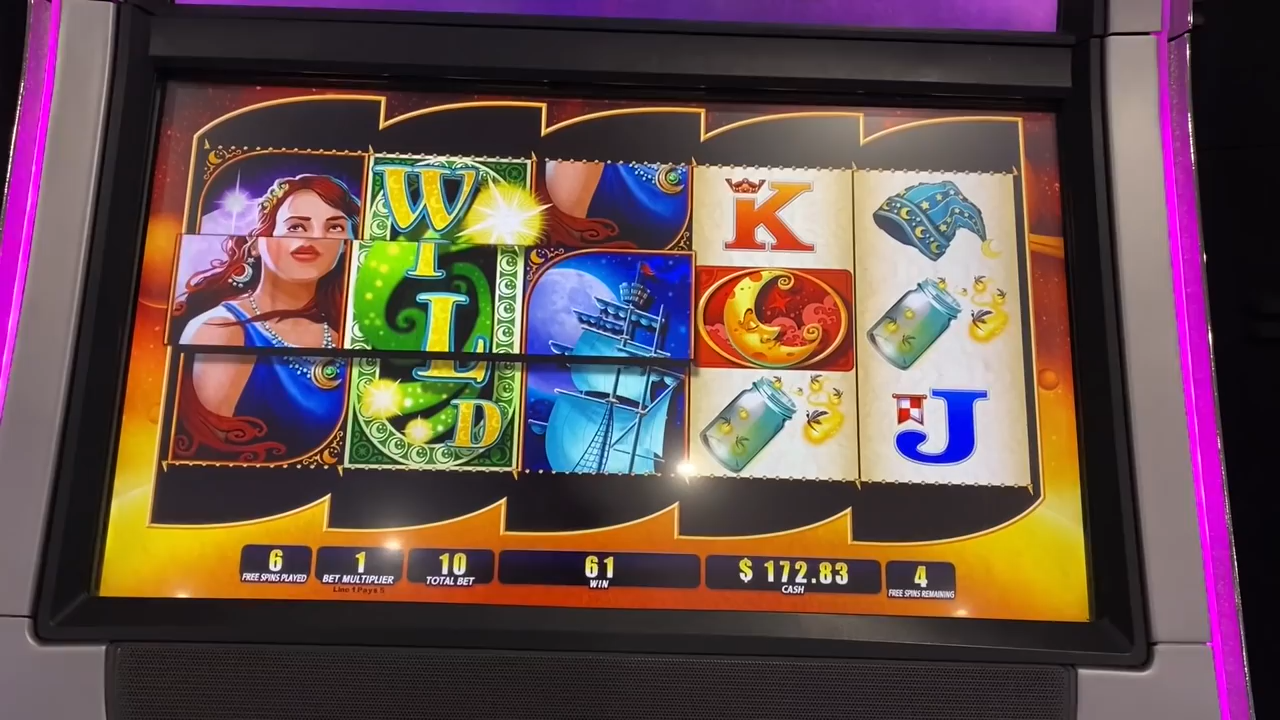 WILD
K
J
6
FREE SPINS PLAYED
1
BET MULTIPLIER
Line 1 Pays 5
10
TOTAL BET
61
WIN
$ 172.83
CASH
4
FREE SPINS REMAINING